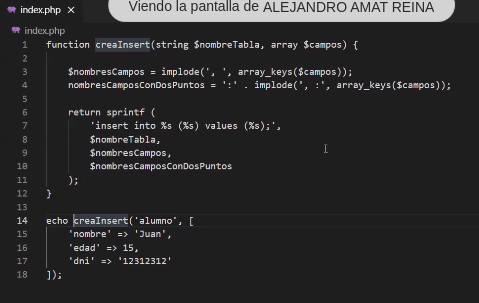 index.php ×
Viendo la pantalla de ALEJANDRO AMAT REINA
index.php
1 function creaInsert(string $nombreTabla, array $campos) {
2
3 $nombresCampos = implode(', ', array_keys($campos));
4 nombresCamposConDosPuntos = ':' . implode(', :', array_keys($campos));
5
6 return sprintf (
7 'insert into %s (%s) values (%s);',
8 $nombreTabla,
9 $nombresCampos,
10 $nombresCamposConDosPuntos
11 );
12 }
13
14 echo creaInsert('alumno', [
15 'nombre' => 'Juan',
16 'edad' => 15,
17 'dni' => '12312312'
18 ]);